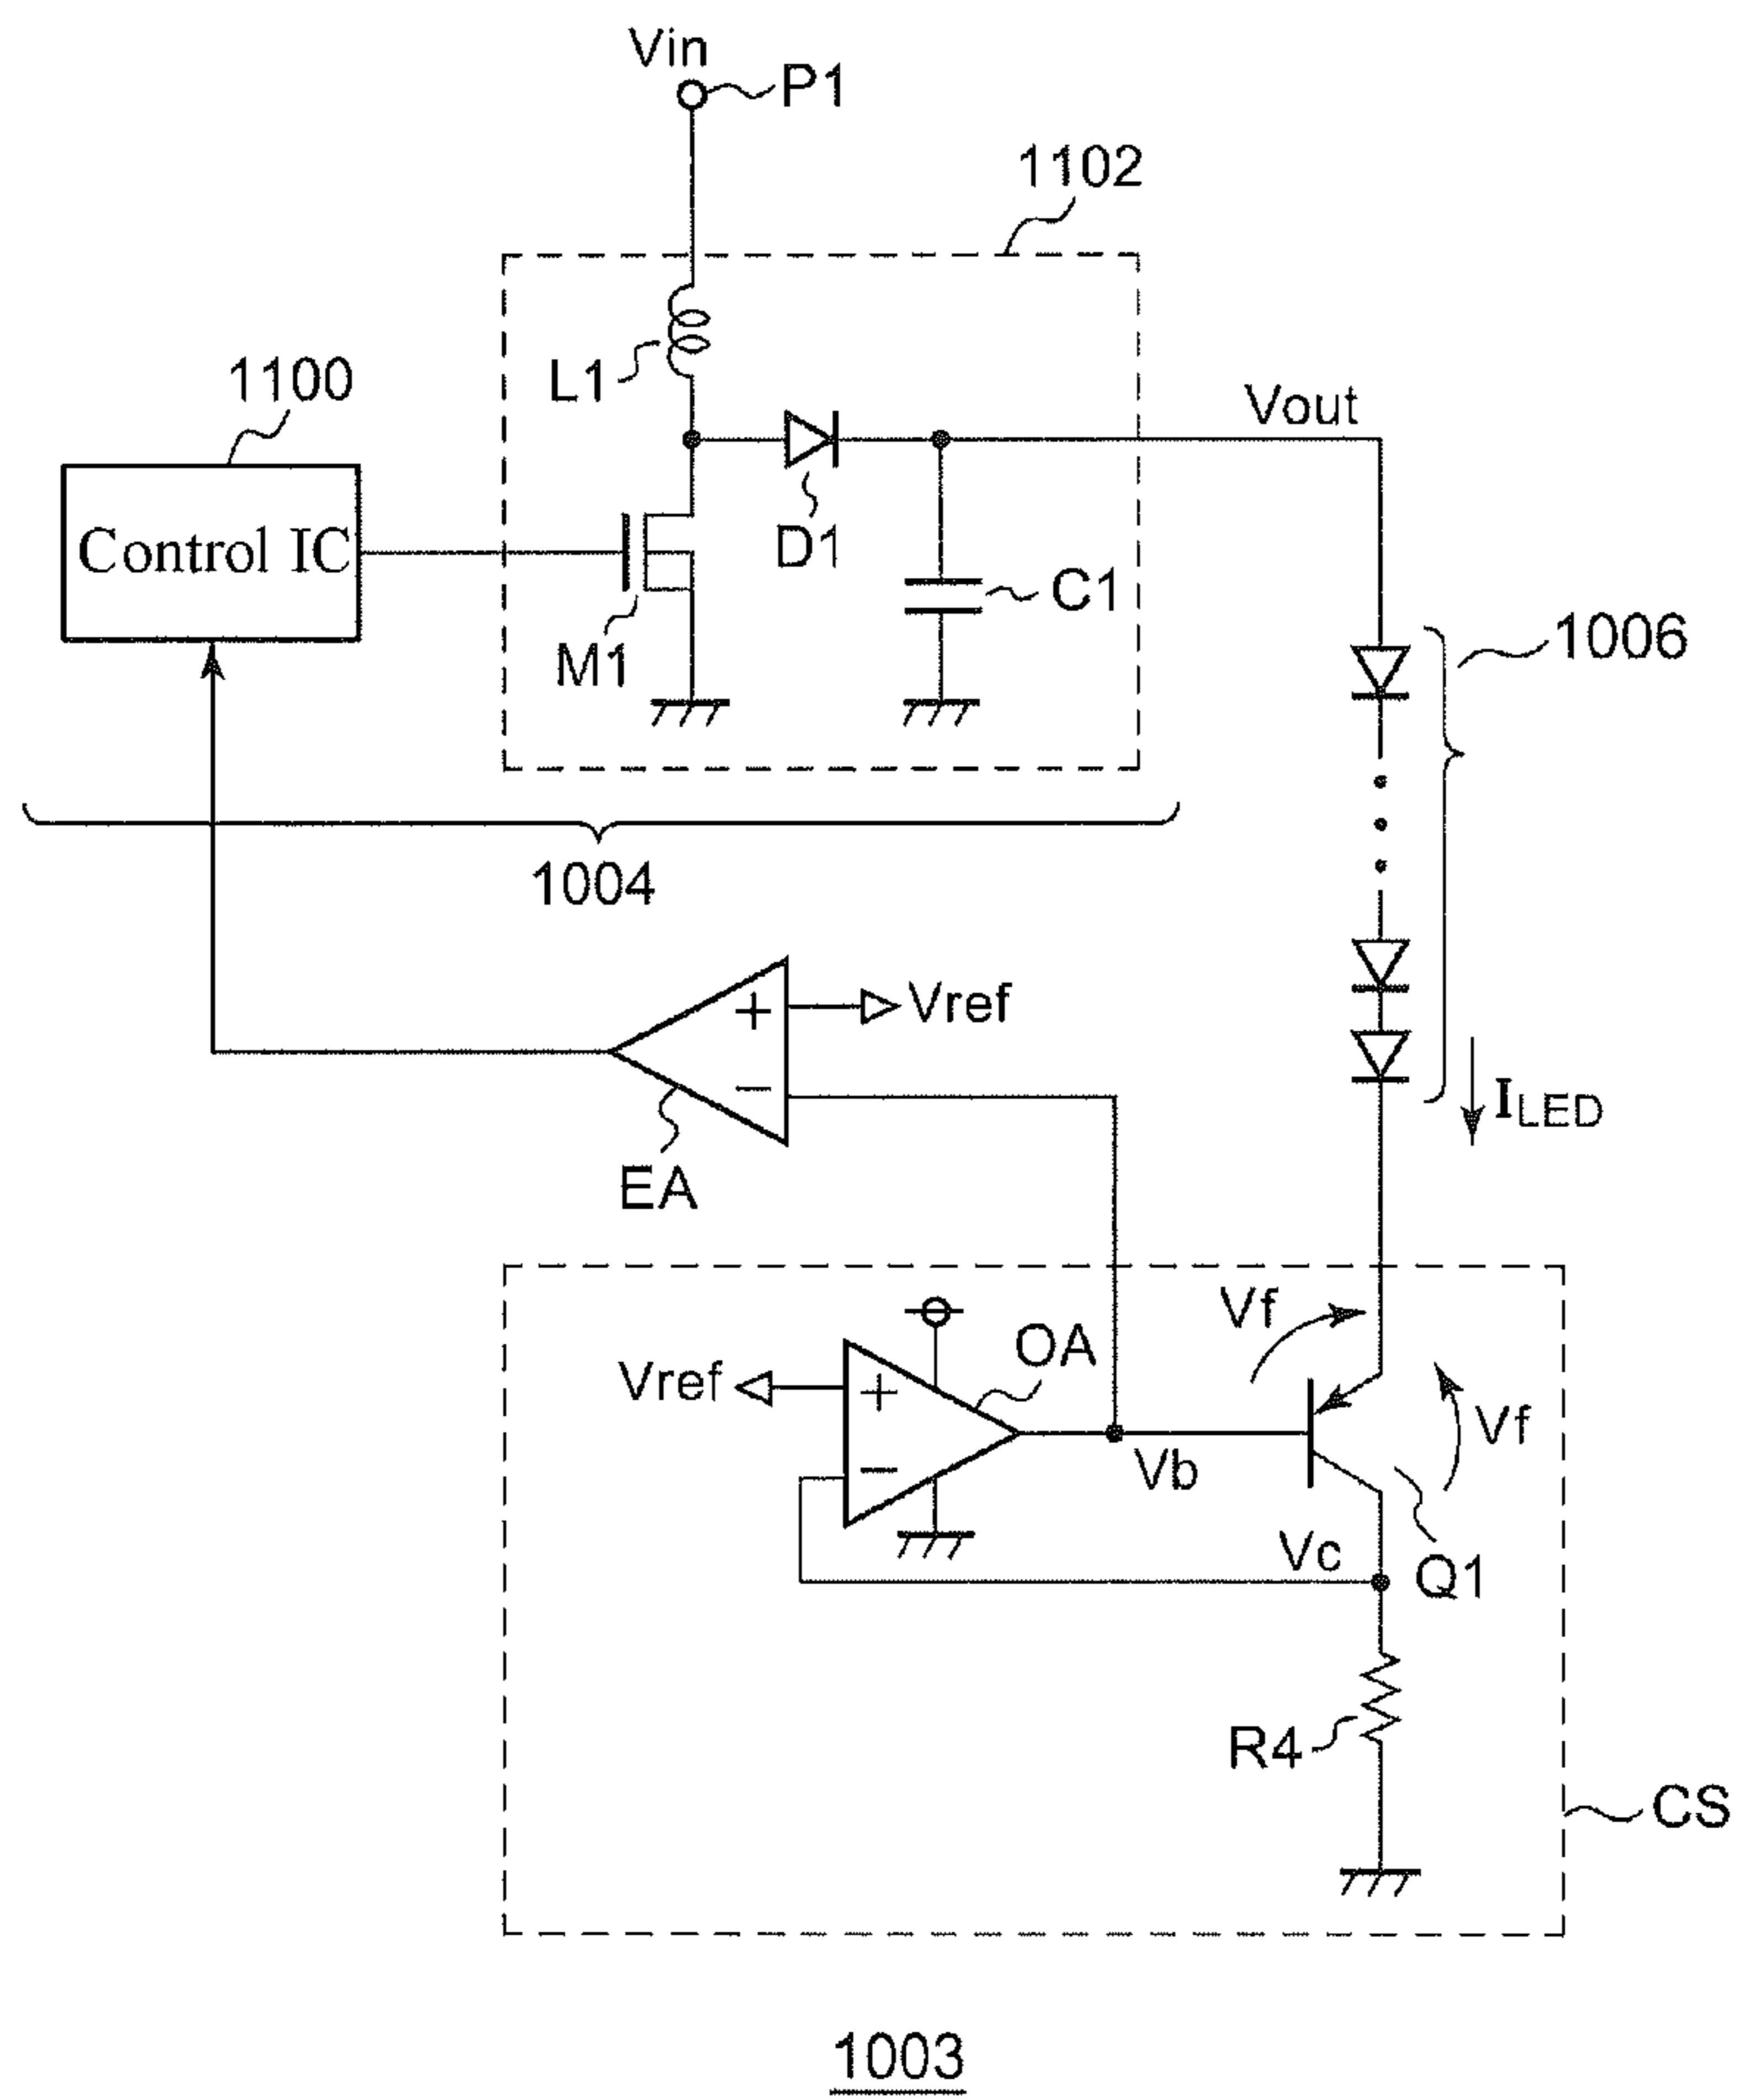 Vin
P1
1102
L1
1100
Vout
Control IC
D1
C1
M1
1006
1004
Vref
+
−
I_LED
EA
Vf
OA
Vref
+
−
Vb
Vf
Vc
Q1
R4
CS
1003